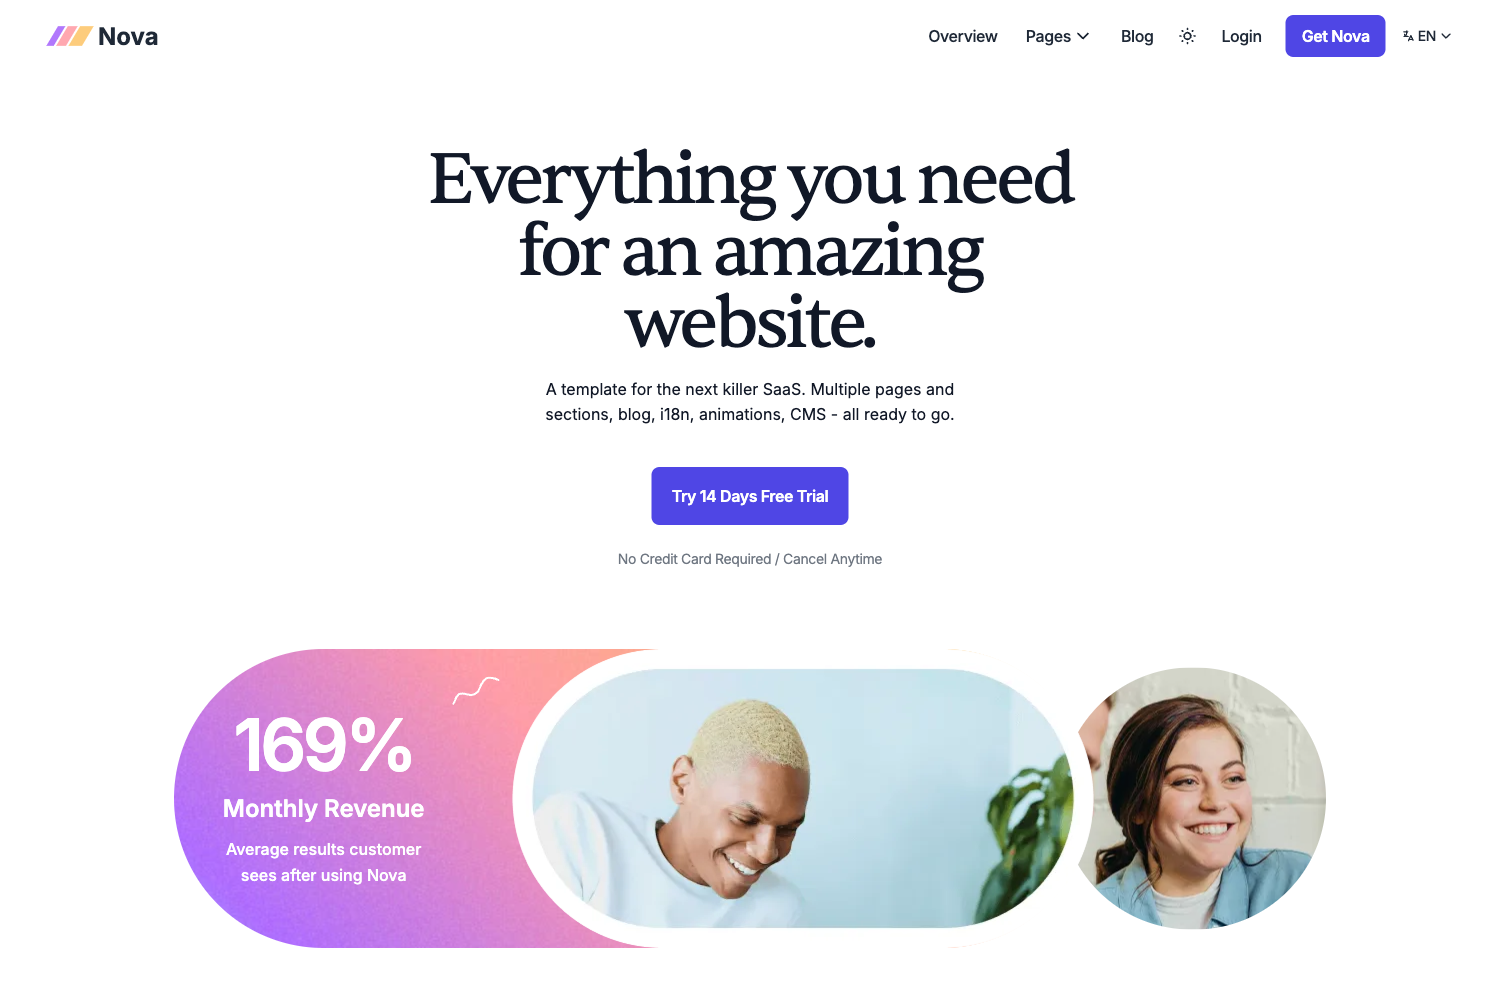 Nova
Overview
Pages
Blog
Login
Get Nova
EN
Everything you need
for an amazing
website.
A template for the next killer SaaS. Multiple pages and
sections, blog, i18n, animations, CMS - all ready to go.
Try 14 Days Free Trial
No Credit Card Required / Cancel Anytime
169%
Monthly Revenue
Average results customer
sees after using Nova